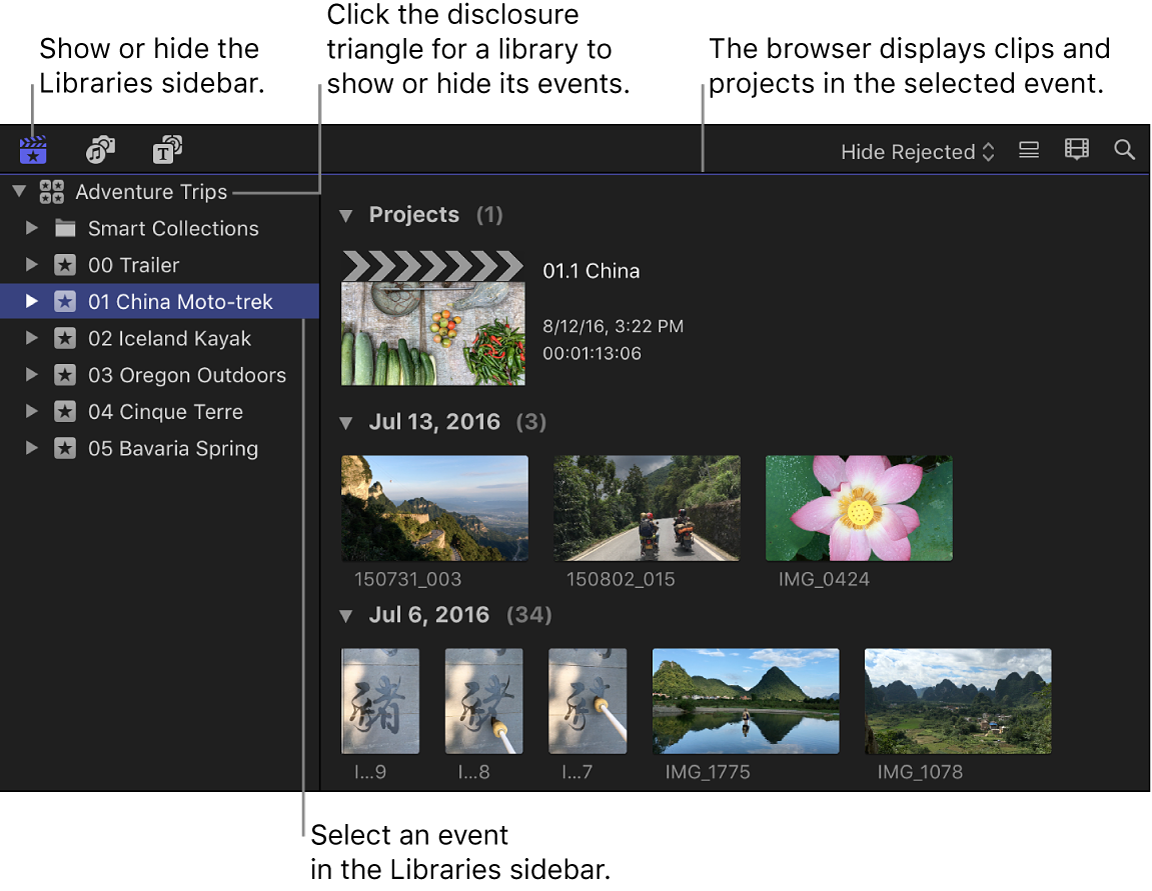 Click the disclosure
triangle for a library to
show or hide its events.
Show or hide the
Libraries sidebar.
The browser displays clips and
projects in the selected event.
T
Hide Rejected
Adventure Trips
Smart Collections
00 Trailer
01 China Moto-trek
02 Iceland Kayak
03 Oregon Outdoors
04 Cinque Terre
05 Bavaria Spring
Projects (1)
01.1 China
8/12/16, 3:22 PM
00:01:13:06
Jul 13, 2016 (3)
150731_003
150802_015
IMG_0424
Jul 6, 2016 (34)
豬
I...9
I...8
I...7
IMG_1775
IMG_1078
Select an event
in the Libraries sidebar.